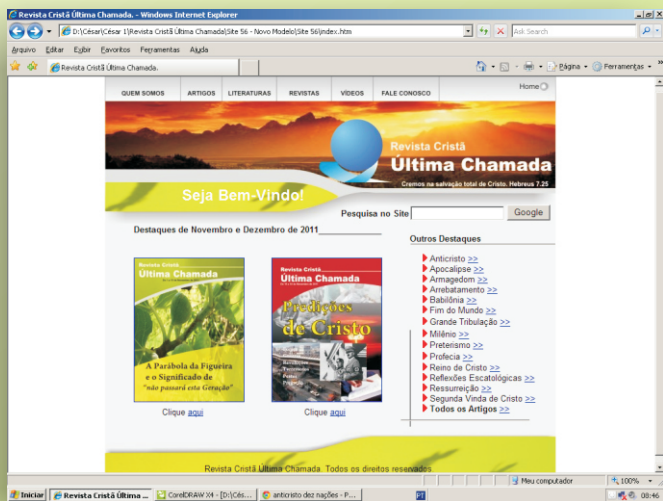 Revista Cristã Última Chamada. - Windows Internet Explorer
D:\César\César 1\Revista Cristã Última Chamada\Site 56 - Novo Modelo\Site 56\index.htm
Ask Search
Arquivo Editar Exibir Favoritos Ferramentas Ajuda
Revista Cristã Última Chamada.
Página
Ferramentas
QUEM SOMOS ARTIGOS LITERATURAS REVISTAS VÍDEOS FALE CONOSCO
Home
Revista Cristã
Última Chamada
Cremos na salvação total de Cristo. Hebreus 7.25
Seja Bem-Vindo!
Pesquisa no Site Google
Destaques de Novembro e Dezembro de 2011
Revista Cristã
Última Chamada
A Parábola da Figueira
e o Significado de
"não passará esta Geração"
Clique aqui
Revista Cristã
Última Chamada
Predições
de Cristo
Clique aqui
Outros Destaques
Anticristo >>
Apocalipse >>
Armagedom >>
Arrebatamento >>
Babilônia >>
Fim do Mundo >>
Grande Tribulação >>
Milênio >>
Preterismo >>
Profecia >>
Reino de Cristo >>
Reflexões Escatológicas >>
Ressurreição >>
Segunda Vinda de Cristo >>
Todos os Artigos >>
Revista Cristã Última Chamada. Todos os direitos reservados
Meu computador 100%
Iniciar Revista Cristã Última ... CorelDRAW X4 - [D:\Cés... anticristo dez nações - P... PT 08:46